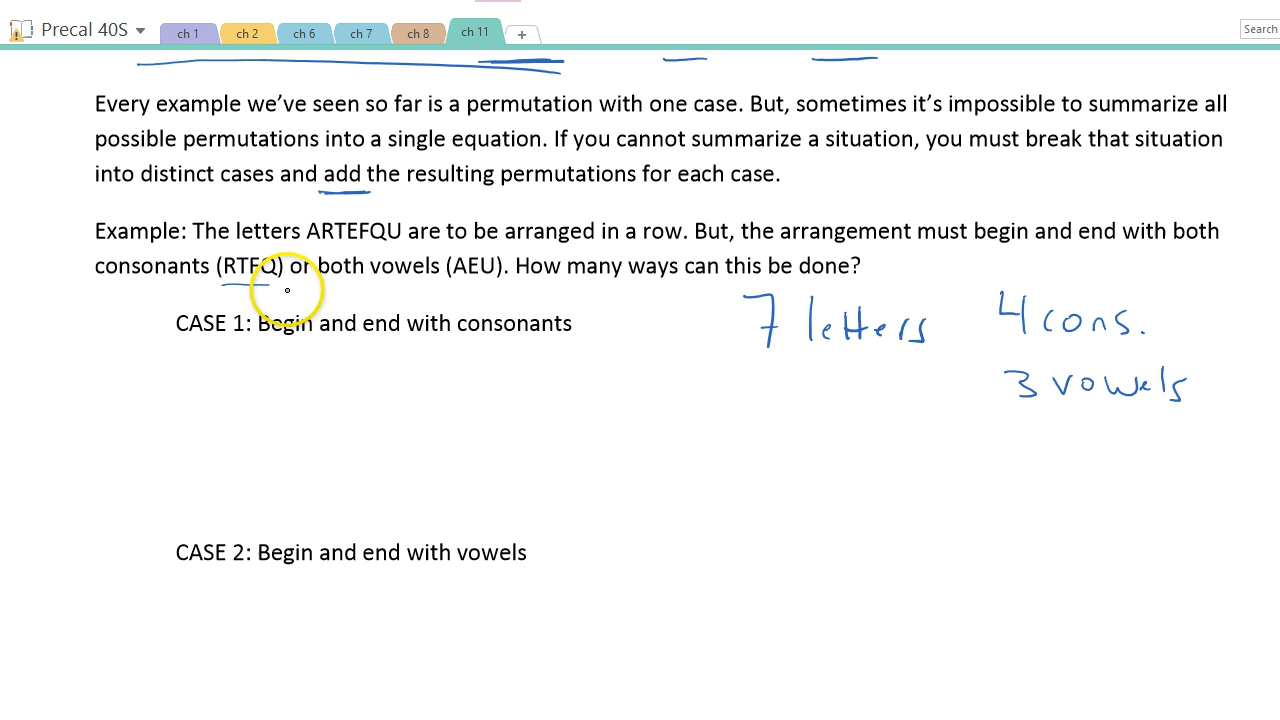 Precal 40S ch 1 ch 2 ch 6 ch 7 ch 8 ch 11 + Search
Every example we’ve seen so far is a permutation with one case. But, sometimes it’s impossible to summarize all
possible permutations into a single equation. If you cannot summarize a situation, you must break that situation
into distinct cases and add the resulting permutations for each case.
Example: The letters ARTEFQU are to be arranged in a row. But, the arrangement must begin and end with both
consonants (RTFQ) or both vowels (AEU). How many ways can this be done?
CASE 1: Begin and end with consonants
7 letters 4 cons.
3 vowels
CASE 2: Begin and end with vowels